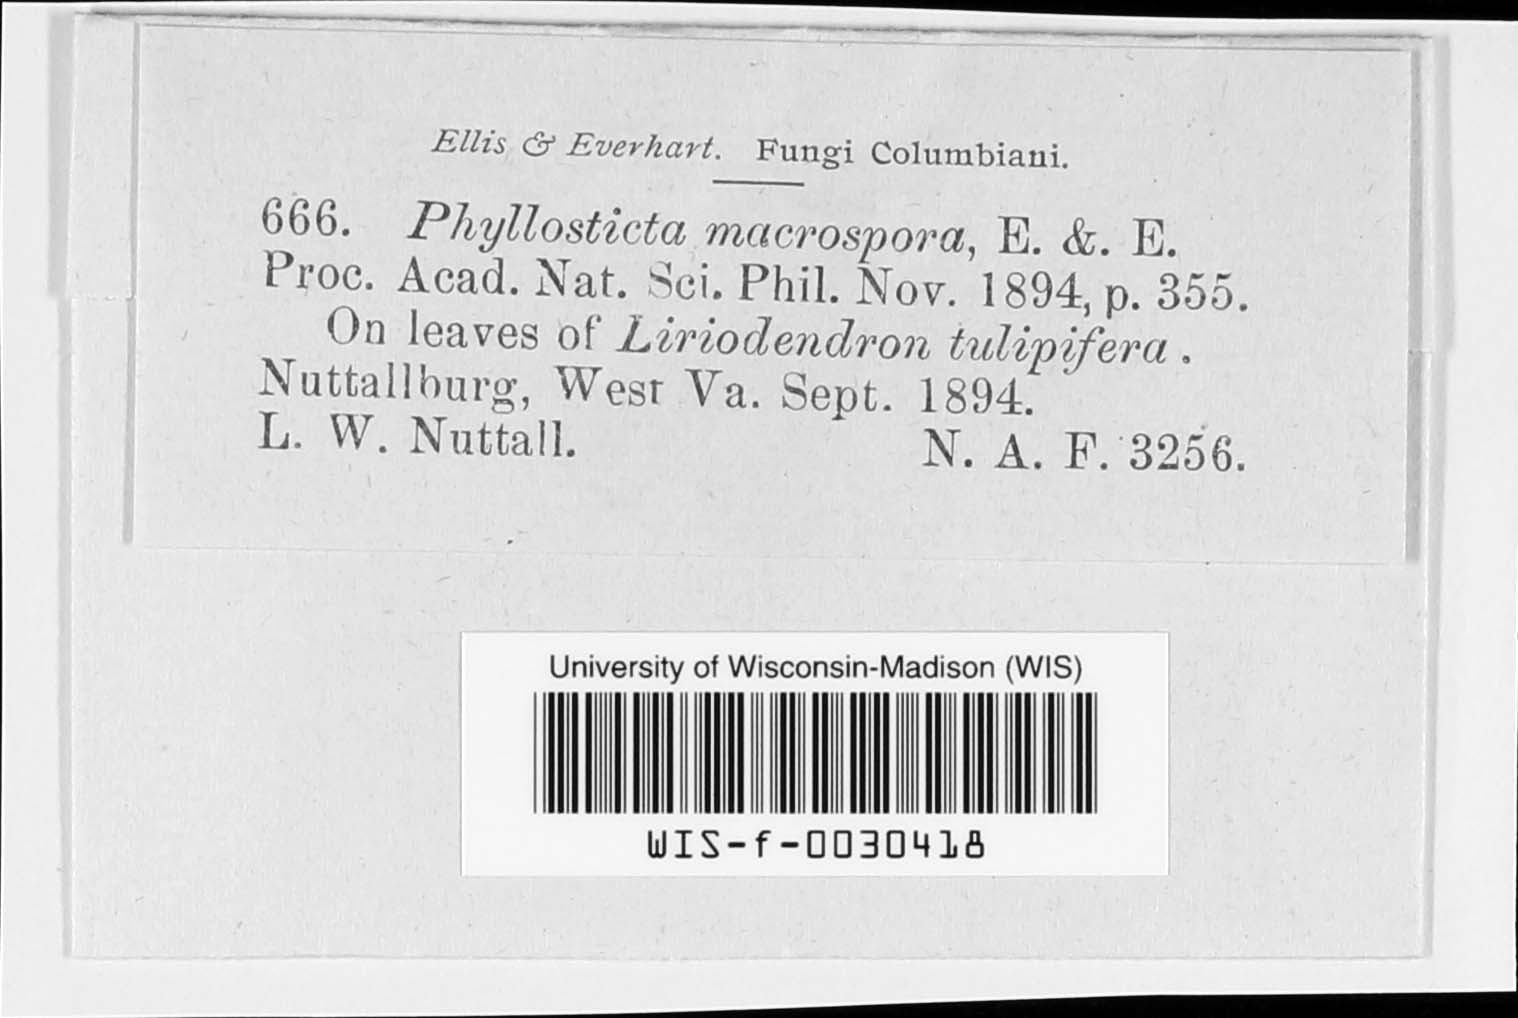 Ellis & Everhart. Fungi Columbiani.
666. Phyllosticta macrospora, E. &. E.
Proc. Acad. Nat. Sci. Phil. Nov. 1894, p. 355.
On leaves of Liriodendron tulipifera .
Nuttallburg, West Va. Sept. 1894.
L. W. Nuttall. N. A. F. 3256.
University of Wisconsin-Madison (WIS)
WIS-f-0030418